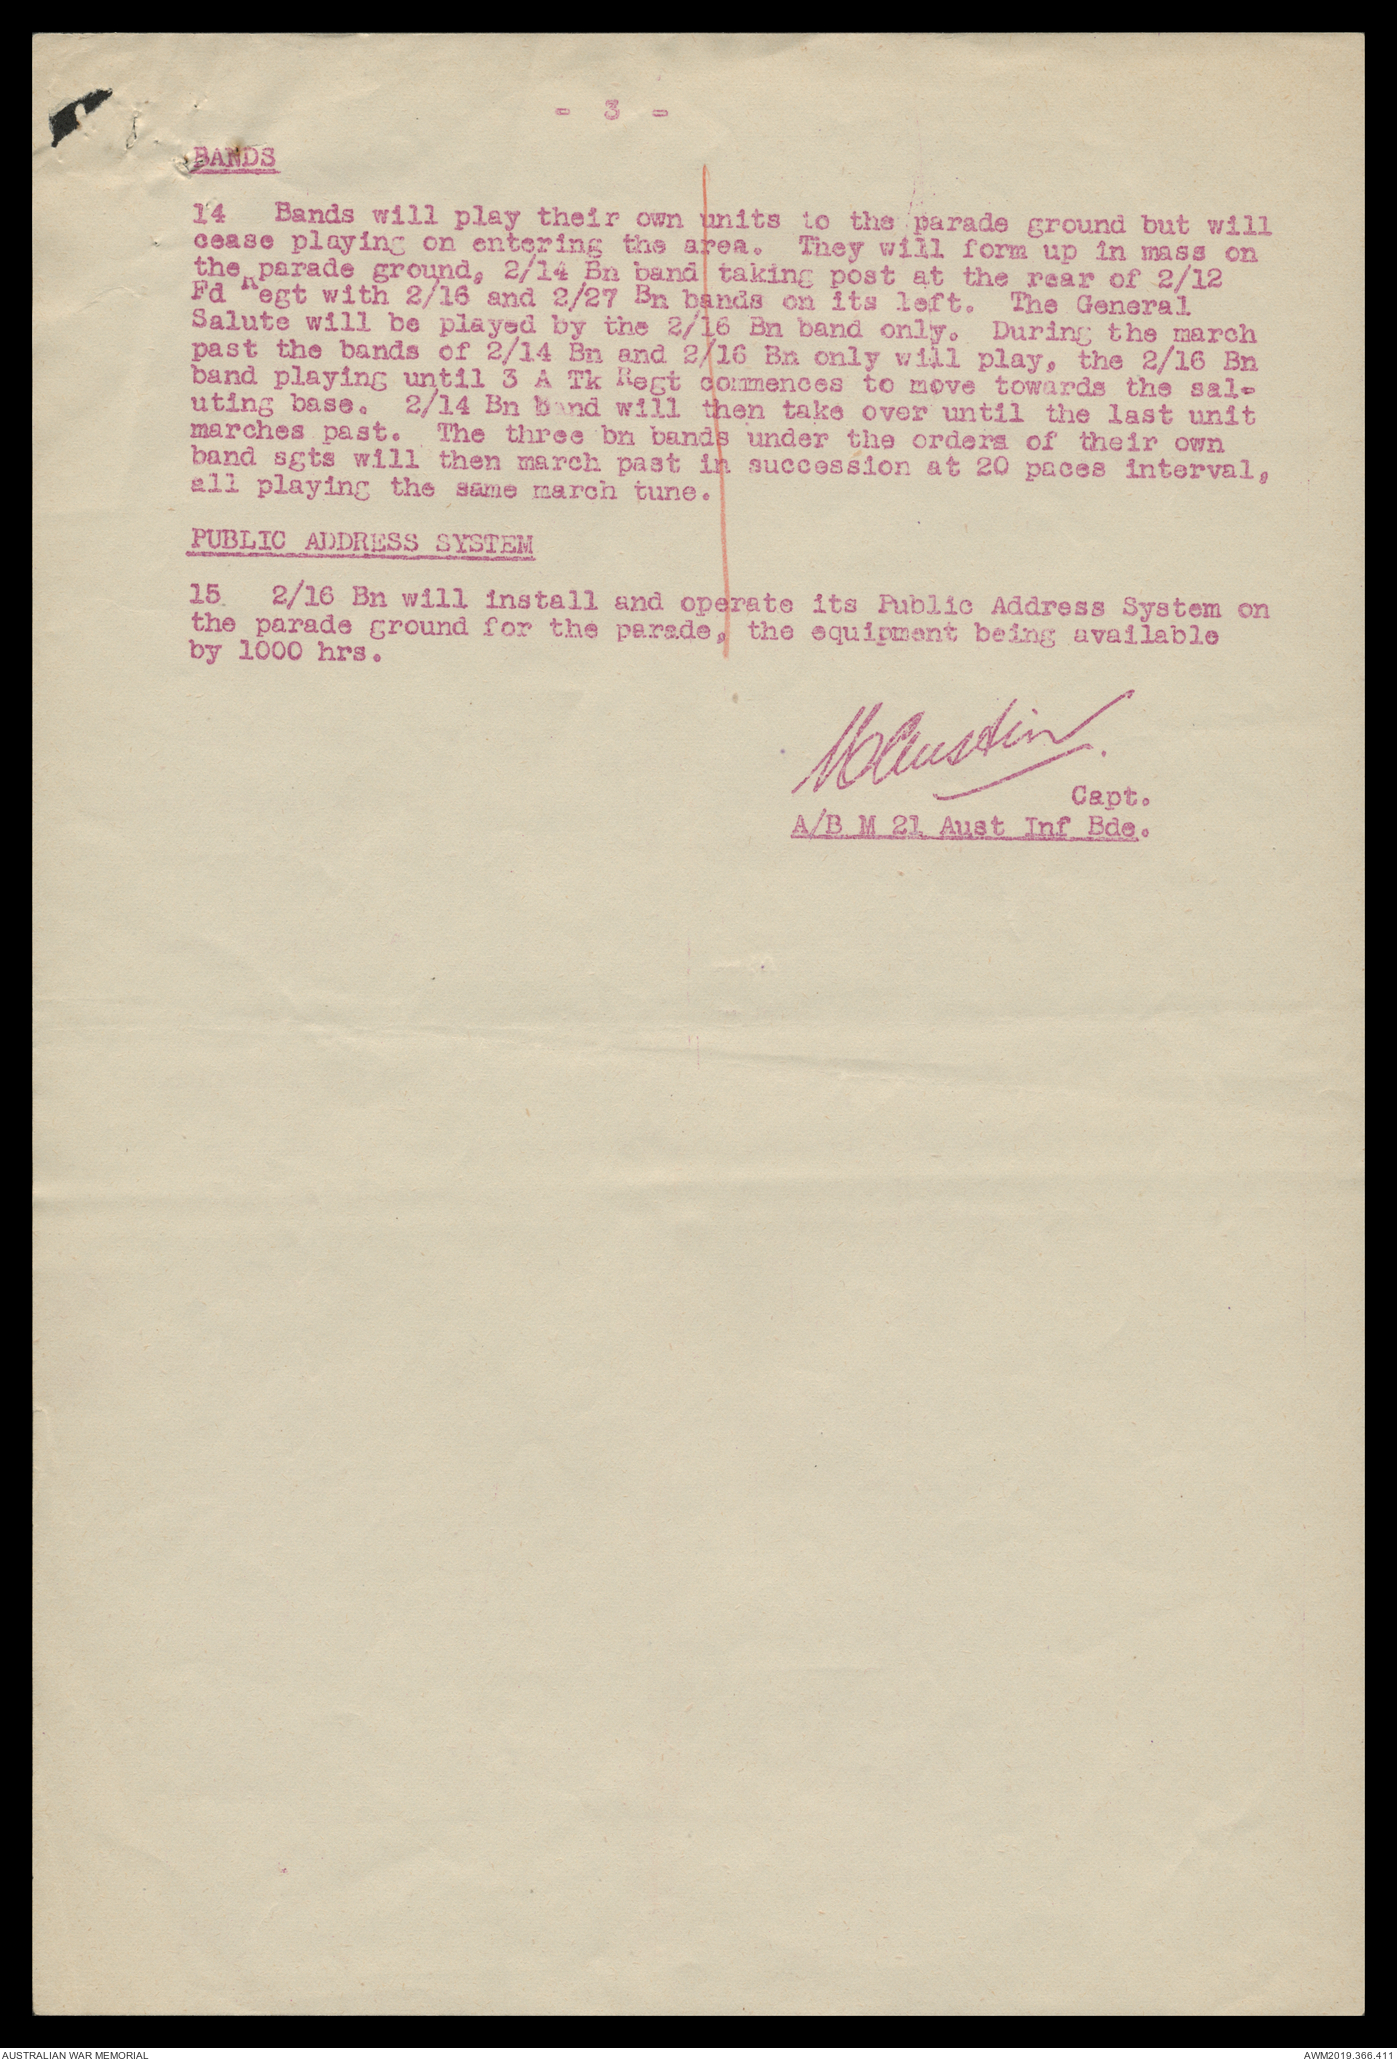 - 3 -
BANDS
14 Bands will play their own units to the parade ground but will
cease playing on entering the area. They will form up in mass on
the parade ground, 2/14 Bn band taking post at the rear of 2/12
Fd Regt with 2/16 and 2/27 Bn bands on its left. The General
Salute will be played by the 2/16 Bn band only. During the march
past the bands of 2/14 Bn and 2/16 Bn only will play, the 2/16 Bn
band playing until 3 A Tk Regt commences to move towards the sal-
uting base. 2/14 Bn band will then take over until the last unit
marches past. The three bn bands under the orders of their own
band sgts will then march past in succession at 20 paces interval,
all playing the same march tune.
PUBLIC ADDRESS SYSTEM
15 2/16 Bn will install and operate its Public Address System on
the parade ground for the parade, the equipment being available
by 1000 hrs.
Austin
Capt.
A/B M 21 Aust Inf Bde.
AUSTRALIAN WAR MEMORIAL
AWM2019.366.411